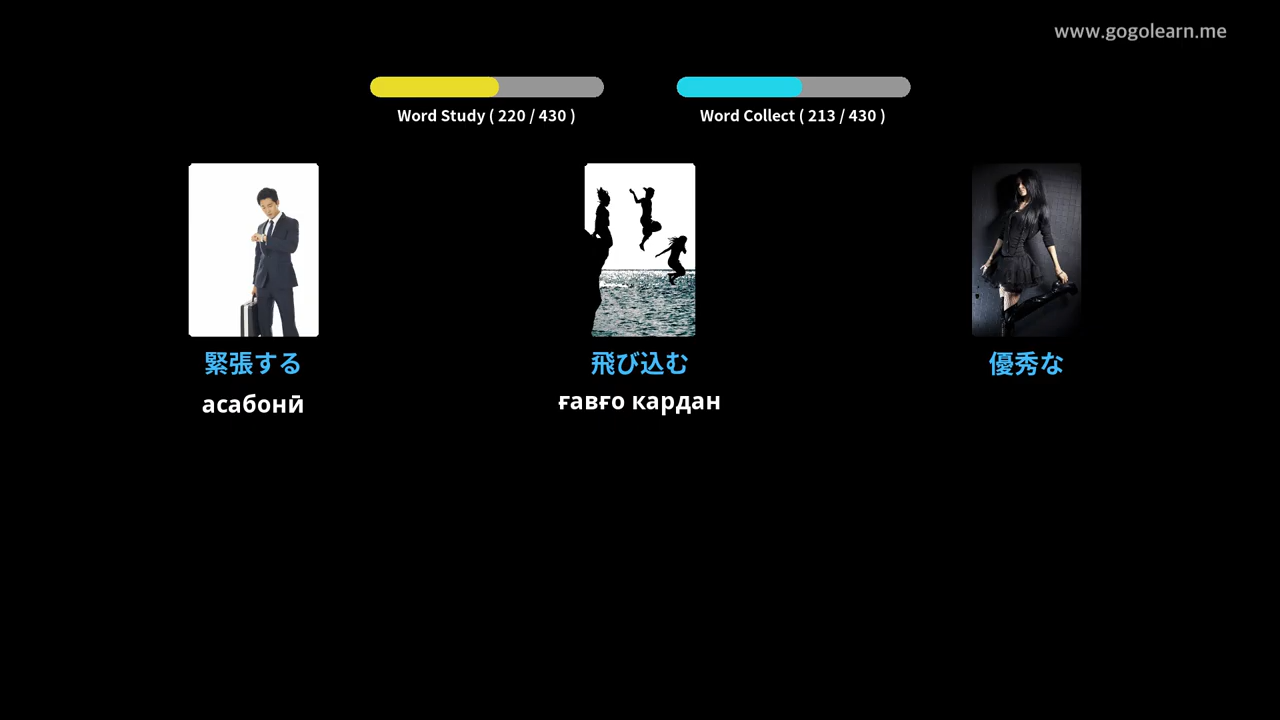 www.gogolearn.me
Word Study ( 220 / 430 )
Word Collect ( 213 / 430 )
緊張する
飛び込む
優秀な
асабонӣ
ғавғо кардан